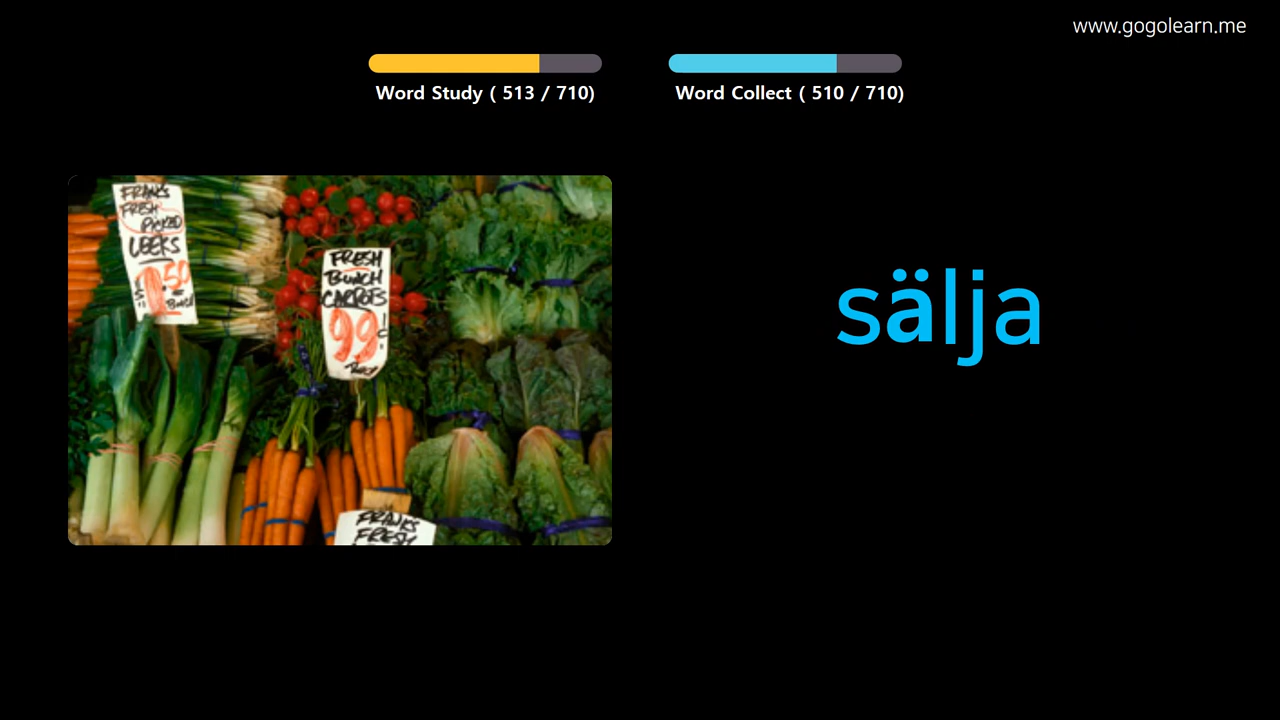 www.gogolearn.me
Word Study ( 513 / 710)
Word Collect ( 510 / 710)
FRANK'S
FRESH
PICKED
LEEKS
50
FRESH
BUNCH
CARROTS
99¢
FRANK'S
FRESH
sälja